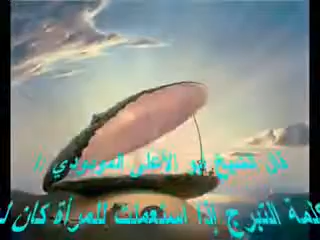 قال الشيخ أبو الأعلى المودودي :
كلمة التبرج إذا استعملت للمرأة كان